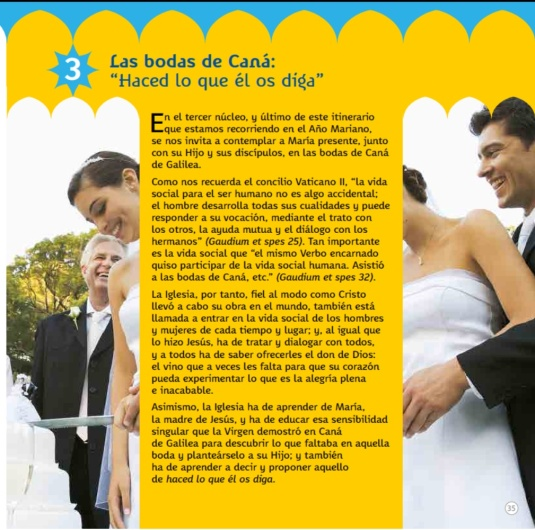 3
Las bodas de Caná:
“Haced lo que él os diga”
En el tercer núcleo, y último de este itinerario
que estamos recorriendo en el Año Mariano,
se nos invita a contemplar a María presente, junto
con su Hijo y sus discípulos, en las bodas de Caná
de Galilea.
Como nos recuerda el concilio Vaticano II, “la vida
social para el ser humano no es algo accidental;
el hombre desarrolla todas sus cualidades y puede
responder a su vocación, mediante el trato con
los otros, la ayuda mutua y el diálogo con los
hermanos” (Gaudium et spes 25). Tan importante
es la vida social que “el mismo Verbo encarnado
quiso participar de la vida social humana. Asistió
a las bodas de Caná, etc.” (Gaudium et spes 32).
La Iglesia, por tanto, fiel al modo como Cristo
llevó a cabo su obra en el mundo, también está
llamada a entrar en la vida social de los hombres
y mujeres de cada tiempo y lugar; y, al igual que
lo hizo Jesús, ha de tratar y dialogar con todos,
y a todos ha de saber ofrecerles el don de Dios:
el vino que a veces les falta para que su corazón
pueda experimentar lo que es la alegría plena
e inacabable.
Asimismo, la Iglesia ha de aprender de María,
la madre de Jesús, y ha de educar esa sensibilidad
singular que la Virgen demostró en Caná
de Galilea para descubrir lo que faltaba en aquella
boda y planteárselo a su Hijo; y también
ha de aprender a decir y proponer aquello
de haced lo que él os diga.
35